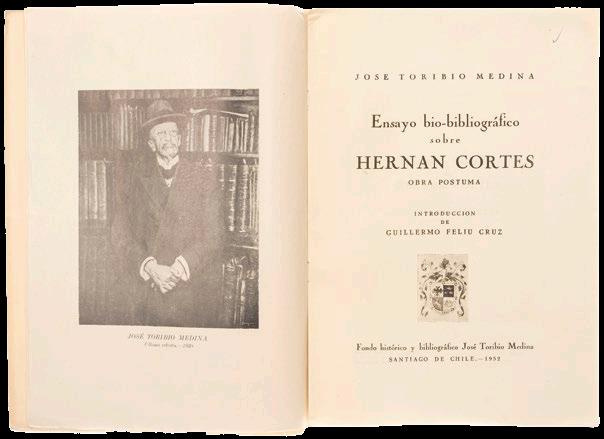 JOSÉ TORIBIO MEDINA
JOSE TORIBIO MEDINA
Ensayo bio-bibliográfico
sobre
HERNAN CORTES
OBRA POSTUMA
INTRODUCCION
DE
GUILLERMO FELIU CRUZ
Fondo histórico y bibliográfico José Toribio Medina
SANTIAGO DE CHILE.—1952